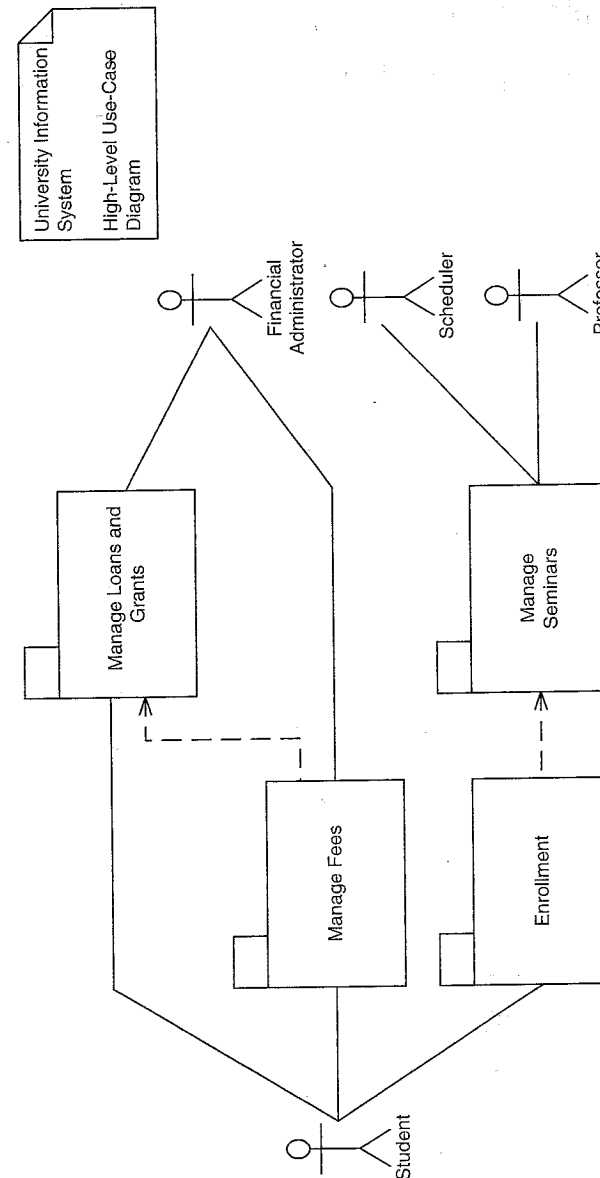 University Information
System
High-Level Use-Case
Diagram
Manage Loans and
Grants
Financial
Administrator
Manage Fees
Student
Scheduler
Manage
Seminars
Enrollment
Professor